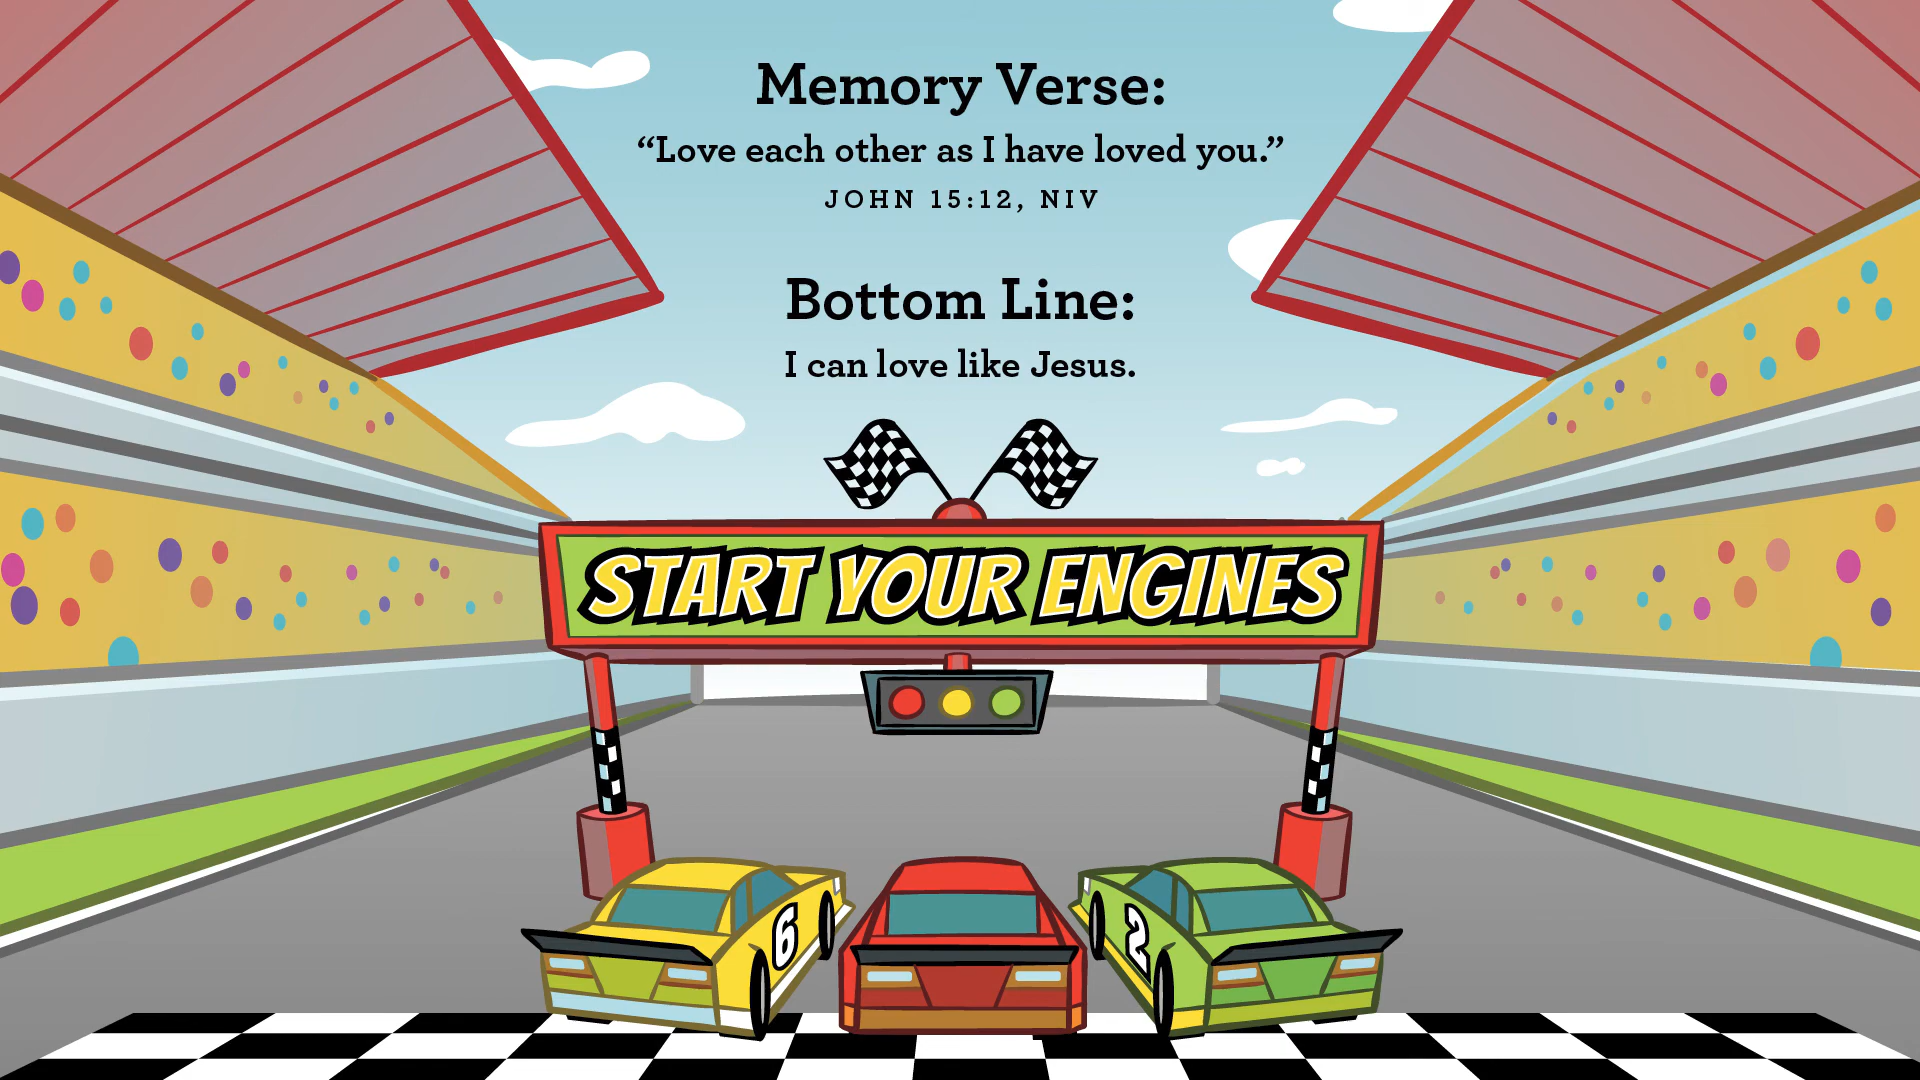 Memory Verse:
“Love each other as I have loved you.”
JOHN 15:12, NIV
Bottom Line:
I can love like Jesus.
START YOUR ENGINES
6
2